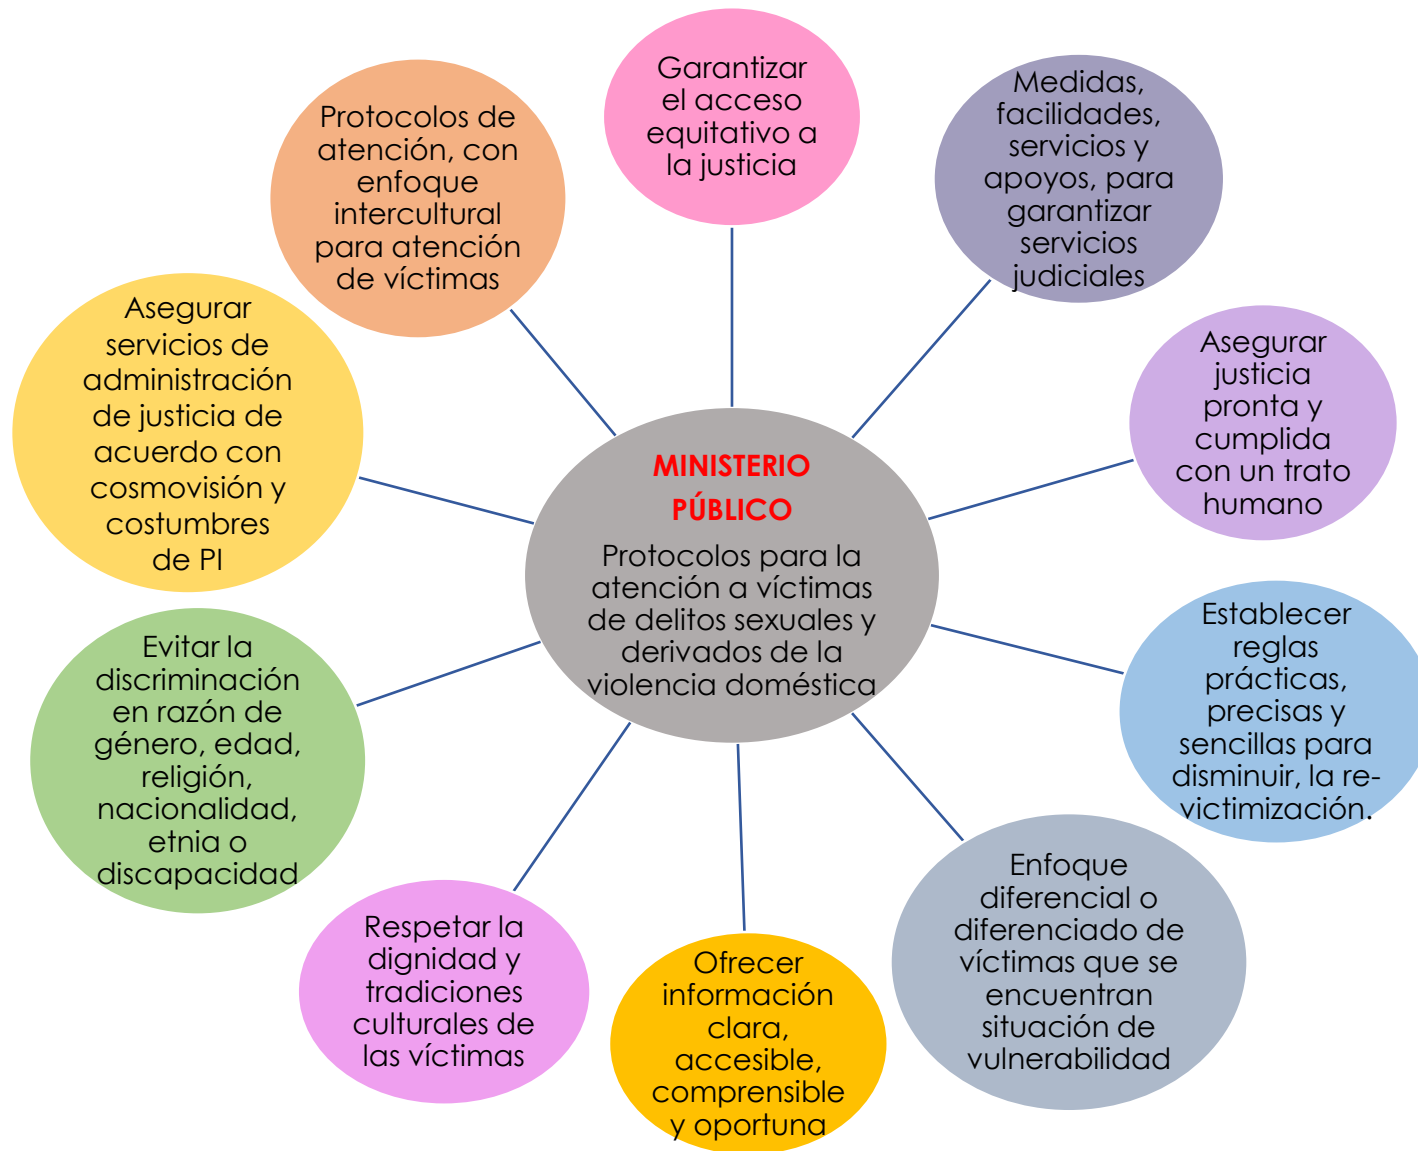 Garantizar
el acceso
equitativo a
la justicia
Medidas,
facilidades,
servicios y
apoyos, para
garantizar
servicios
judiciales
Asegurar
justicia
pronta y
cumplida
con un trato
humano
Establecer
reglas
prácticas,
precisas y
sencillas para
disminuir, la re-
victimización.
Enfoque
diferencial o
diferenciado de
víctimas que se
encuentran
situación de
vulnerabilidad
Ofrecer
información
clara,
accesible,
comprensible
y oportuna
Respetar la
dignidad y
tradiciones
culturales de
las víctimas
Evitar la
discriminación
en razón de
género, edad,
religión,
nacionalidad,
etnia o
discapacidad
Asegurar
servicios de
administración
de justicia de
acuerdo con
cosmovisión y
costumbres
de PI
Protocolos de
atención, con
enfoque
intercultural
para atención
de víctimas
MINISTERIO
PÚBLICO
Protocolos para la
atención a víctimas
de delitos sexuales y
derivados de la
violencia doméstica